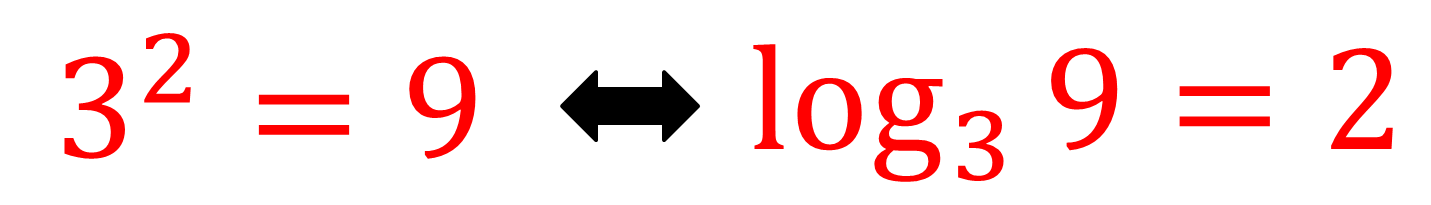 3² = 9 ⬌ log₃ 9 = 2